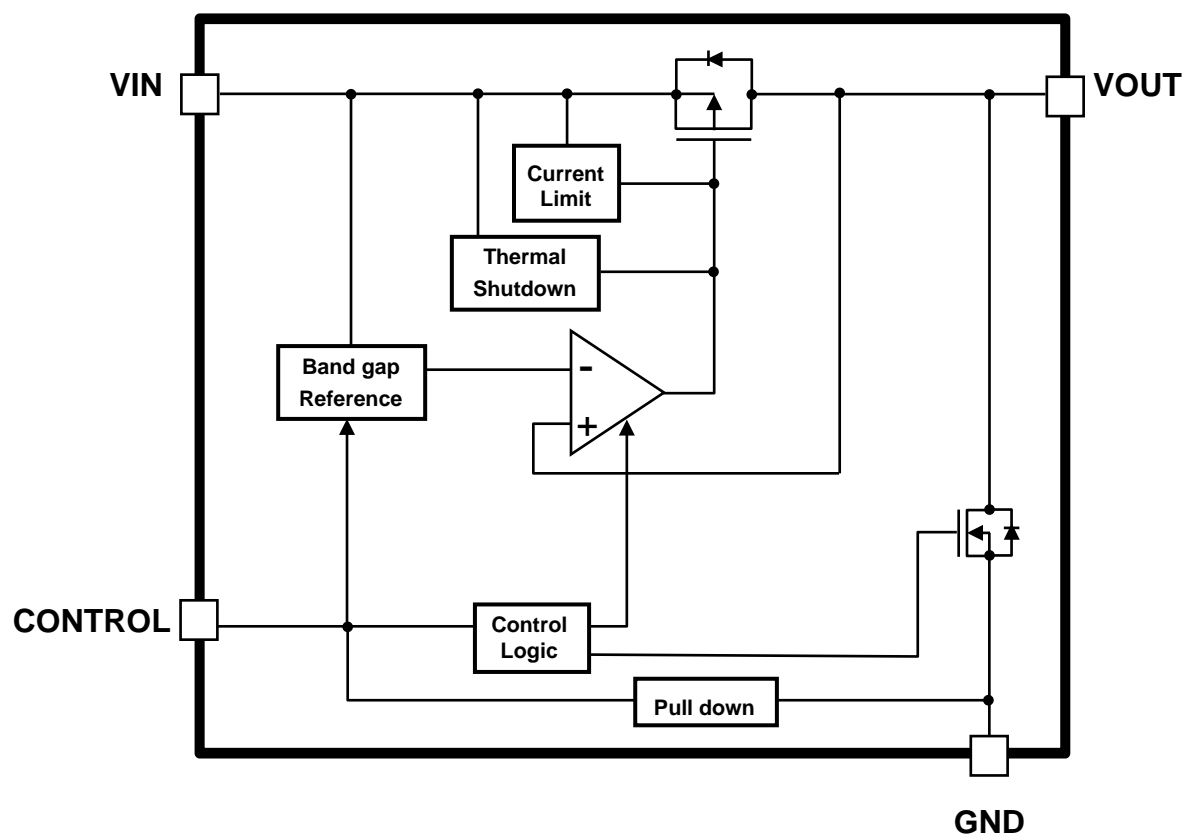 VIN
VOUT
Current
Limit
Thermal
Shutdown
Band gap
Reference
-
+
CONTROL
Control
Logic
Pull down
GND